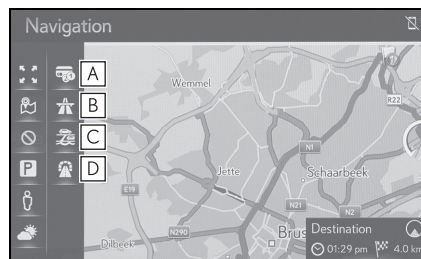 Navigation
A
B
C
D
P
Wemmel
R22
N1
Jette
Schaarbeek
E19
N21
N2
N290
Brus
Dilbeek
Destination
01:29 pm 4.0 km